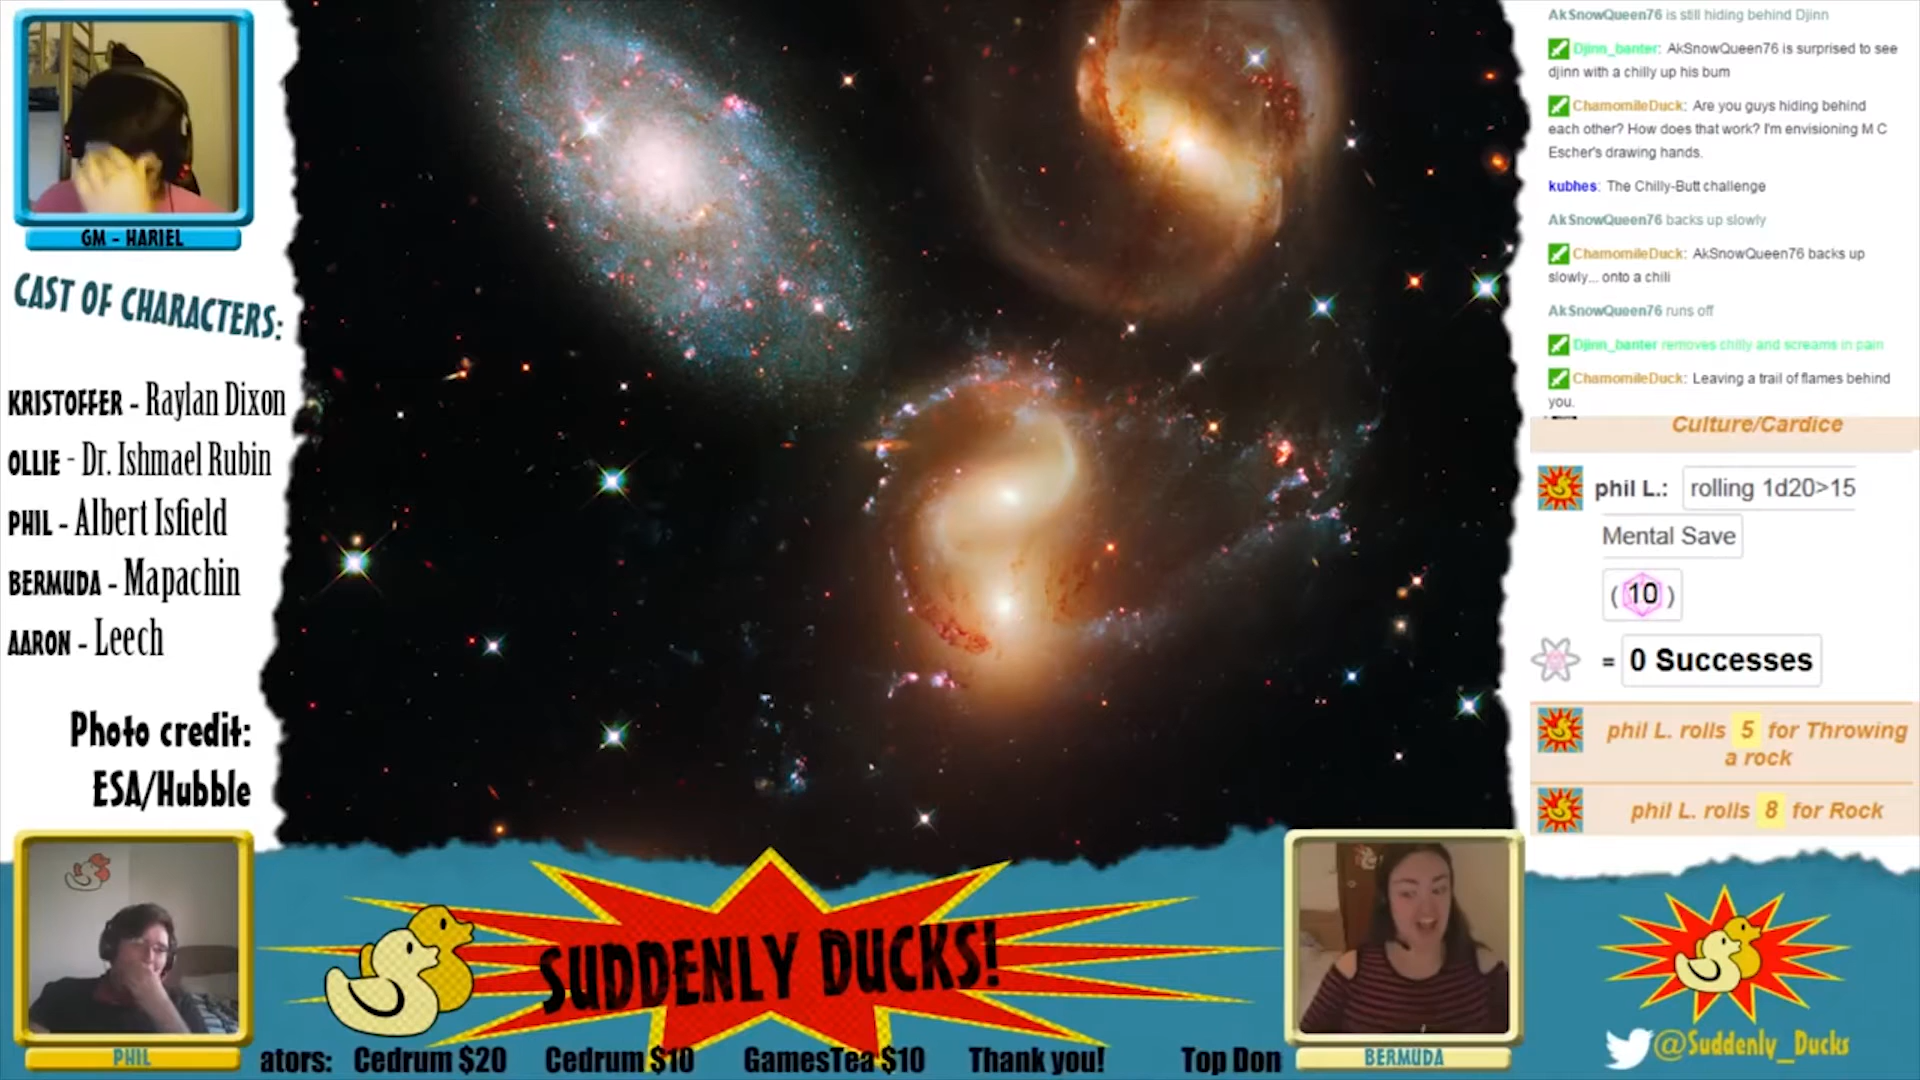 GM - HARIEL
CAST OF CHARACTERS:
KRISTOFFER - Raylan Dixon
OLLIE - Dr. Ishmael Rubin
PHIL - Albert Isfield
BERMUDA - Mapachin
AARON - Leech
Photo credit:
ESA/Hubble
PHIL
SUDDENLY DUCKS!
ators: Cedrum $20 Cedrum $10 GamesTea $10 Thank you! Top Don
BERMUDA
AkSnowQueen76 is still hiding behind Djinn
Djinn_banter: AkSnowQueen76 is surprised to see
djinn with a chilly up his bum
ChamomileDuck: Are you guys hiding behind
each other? How does that work? I'm envisioning M C
Escher's drawing hands.
kubhes: The Chilly-Butt challenge
AkSnowQueen76 backs up slowly
ChamomileDuck: AkSnowQueen76 backs up
slowly... onto a chili
AkSnowQueen76 runs off
Djinn_banter removes chilly and screams in pain
ChamomileDuck: Leaving a trail of flames behind
you.
Culture/Cardice
phil L.: rolling 1d20>15
Mental Save
(10)
= 0 Successes
phil L. rolls 5 for Throwing
a rock
phil L. rolls 8 for Rock
@Suddenly_Ducks